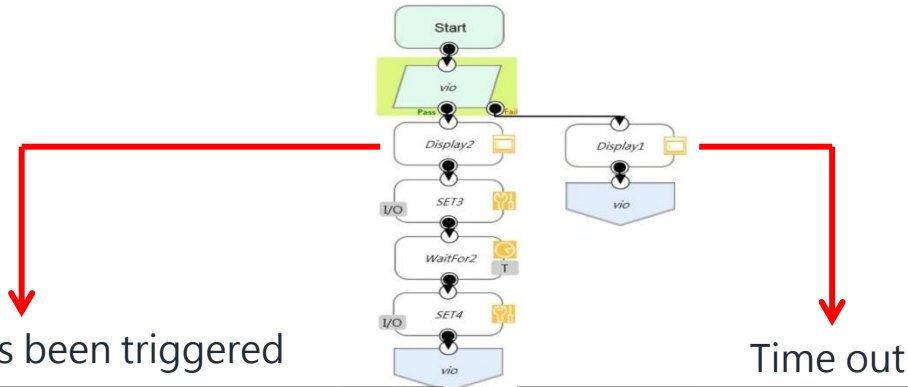 Start
vio
Pass
Fail
Display2
Display1
I/O
SET3
vio
WaitFor2
T
I/O
SET4
vio
s been triggered
Time out